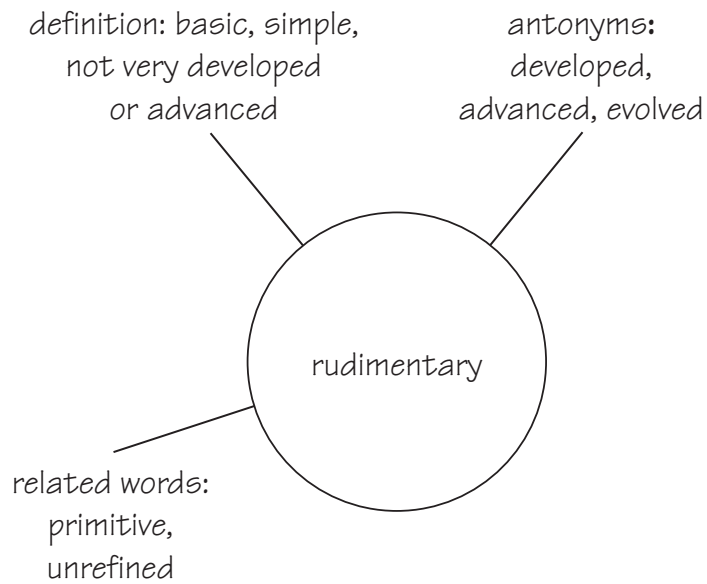 definition: basic, simple,
not very developed
or advanced
antonyms:
developed,
advanced, evolved
rudimentary
related words:
primitive,
unrefined